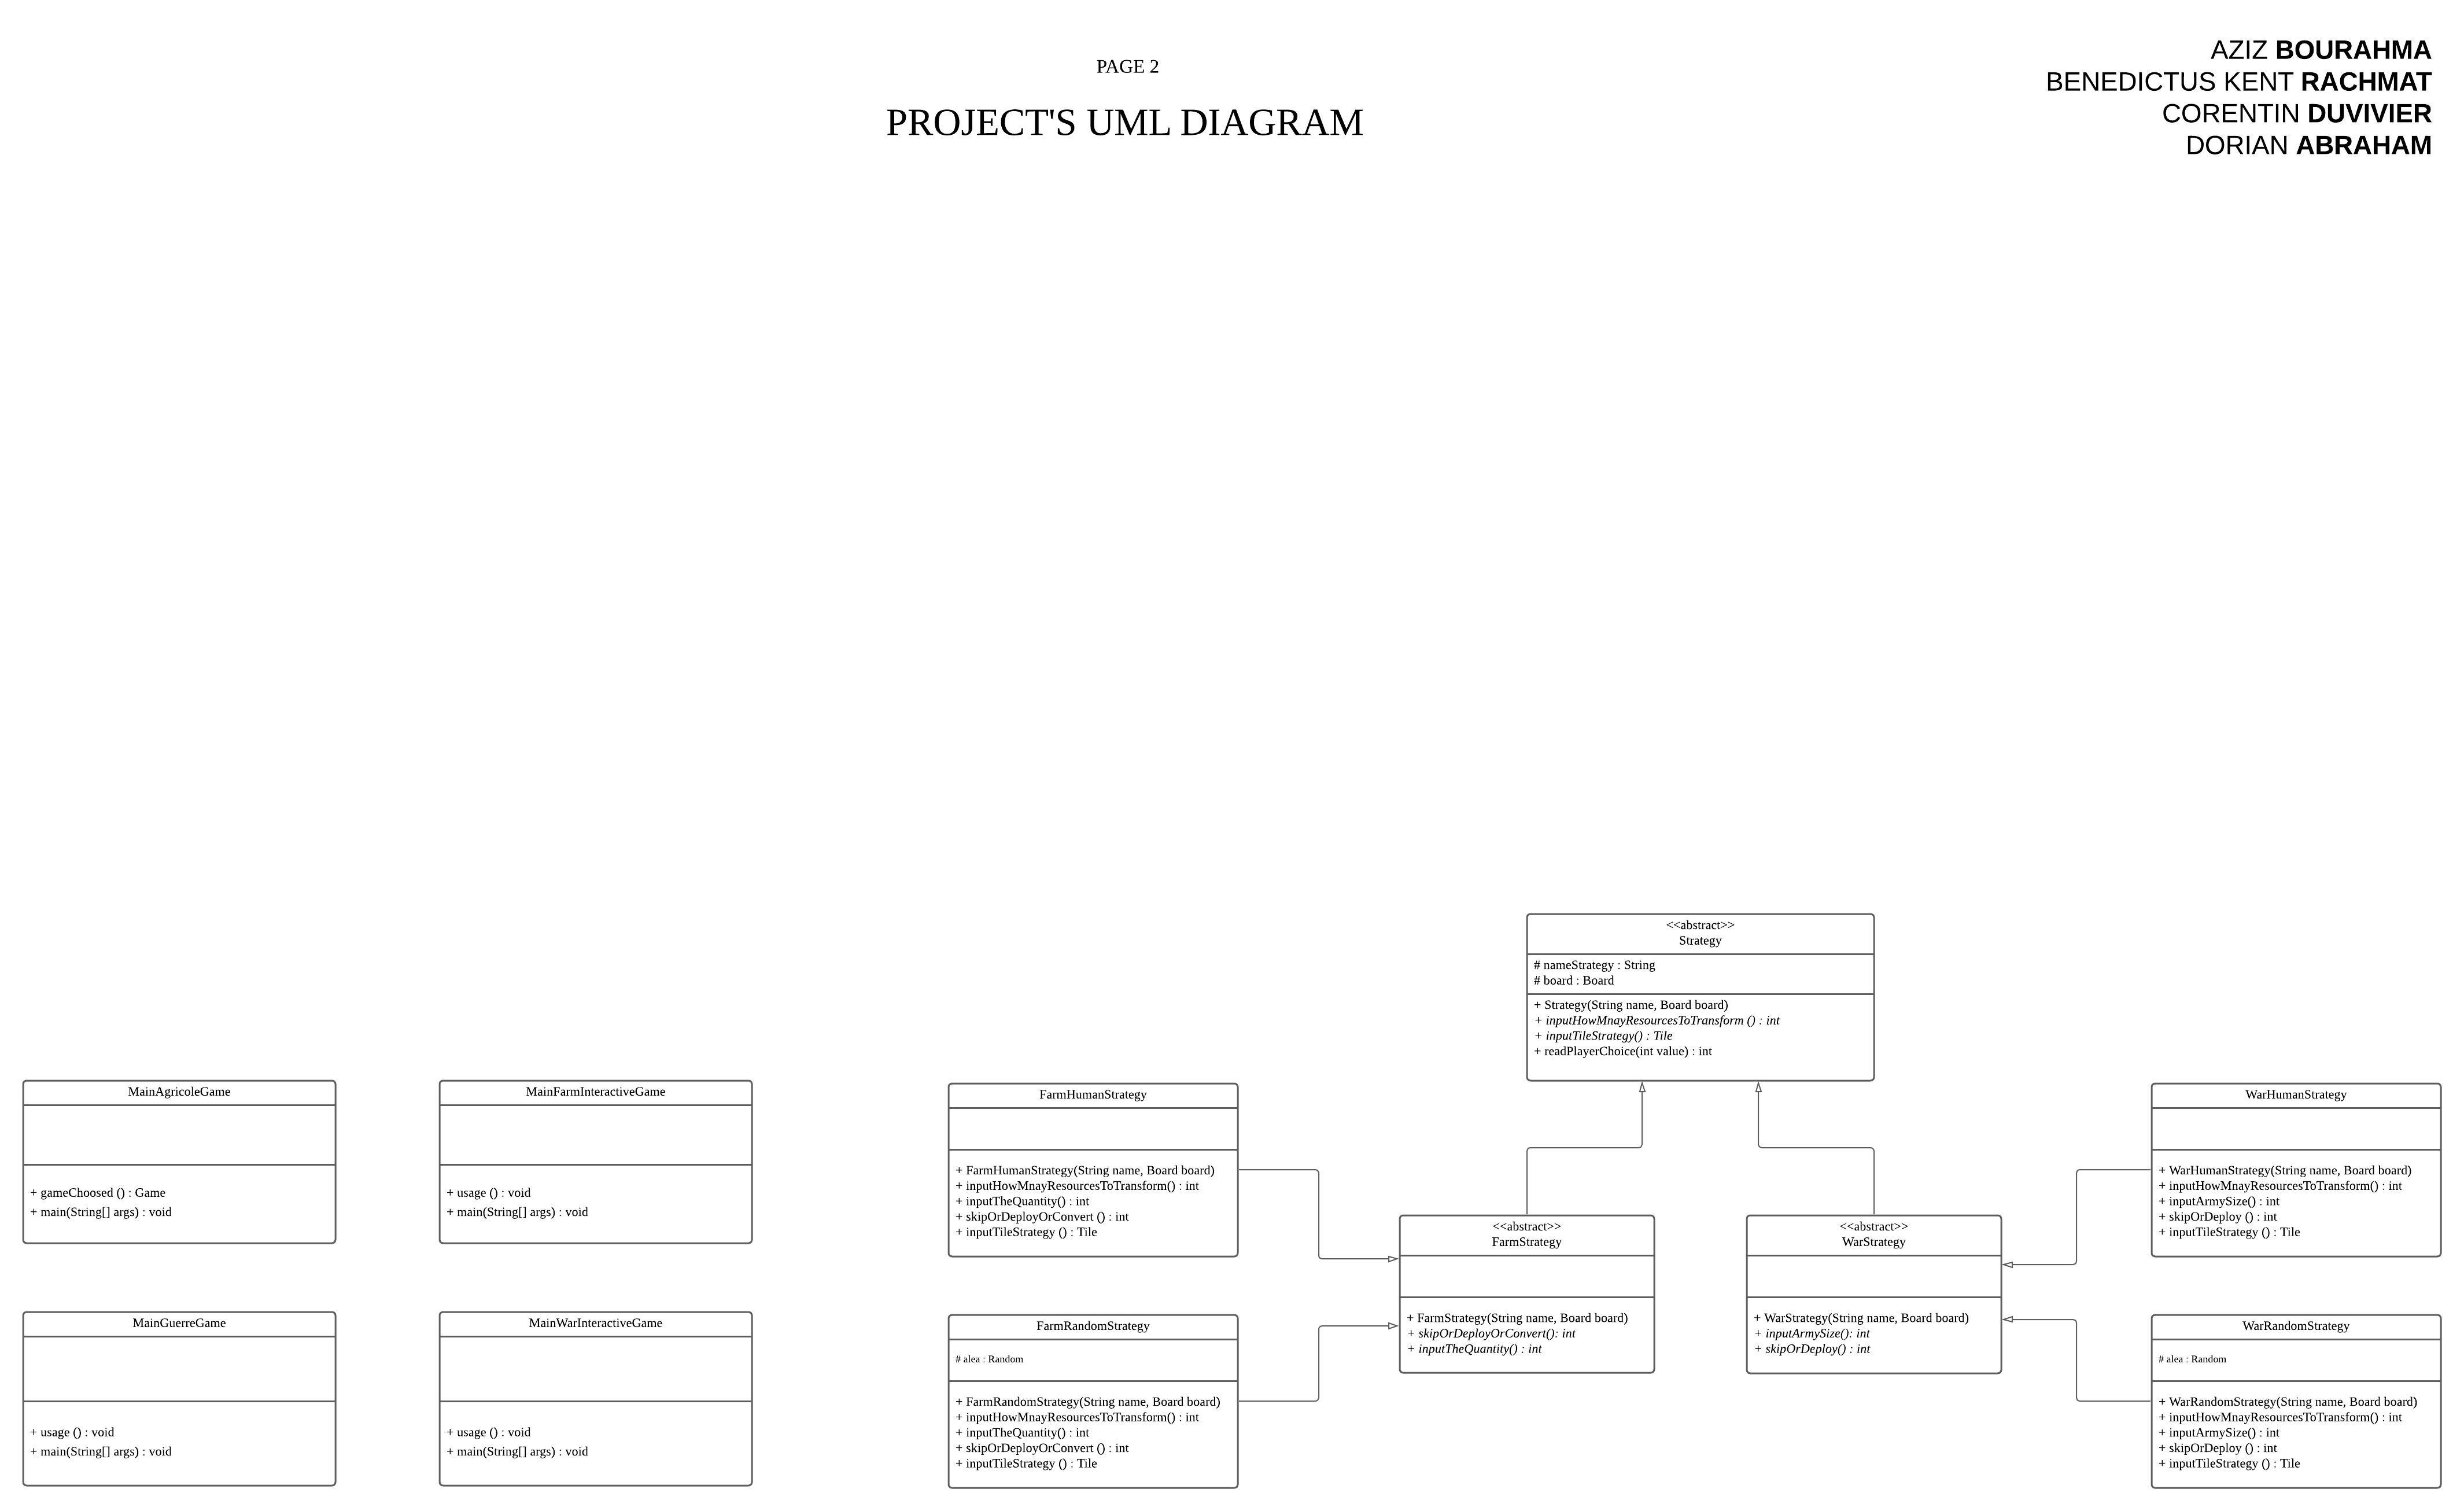 PAGE 2
PROJECT'S UML DIAGRAM
AZIZ BOURAHMA
BENEDICTUS KENT RACHMAT
CORENTIN DUVIVIER
DORIAN ABRAHAM
<<abstract>>
Strategy
# nameStrategy : String
# board : Board
+ Strategy(String name, Board board)
+ inputHowMnayResourcesToTransform () : int
+ inputTileStrategy() : Tile
+ readPlayerChoice(int value) : int
MainAgricoleGame
+ gameChoosed () : Game
+ main(String[] args) : void
MainFarmInteractiveGame
+ usage () : void
+ main(String[] args) : void
FarmHumanStrategy
+ FarmHumanStrategy(String name, Board board)
+ inputHowMnayResourcesToTransform() : int
+ inputTheQuantity() : int
+ skipOrDeployOrConvert () : int
+ inputTileStrategy () : Tile
WarHumanStrategy
+ WarHumanStrategy(String name, Board board)
+ inputHowMnayResourcesToTransform() : int
+ inputArmySize() : int
+ skipOrDeploy () : int
+ inputTileStrategy () : Tile
<<abstract>>
FarmStrategy
+ FarmStrategy(String name, Board board)
+ skipOrDeployOrConvert(): int
+ inputTheQuantity() : int
<<abstract>>
WarStrategy
+ WarStrategy(String name, Board board)
+ inputArmySize(): int
+ skipOrDeploy() : int
MainGuerreGame
+ usage () : void
+ main(String[] args) : void
MainWarInteractiveGame
+ usage () : void
+ main(String[] args) : void
FarmRandomStrategy
# alea : Random
+ FarmRandomStrategy(String name, Board board)
+ inputHowMnayResourcesToTransform() : int
+ inputTheQuantity() : int
+ skipOrDeployOrConvert () : int
+ inputTileStrategy () : Tile
WarRandomStrategy
# alea : Random
+ WarRandomStrategy(String name, Board board)
+ inputHowMnayResourcesToTransform() : int
+ inputArmySize() : int
+ skipOrDeploy () : int
+ inputTileStrategy () : Tile